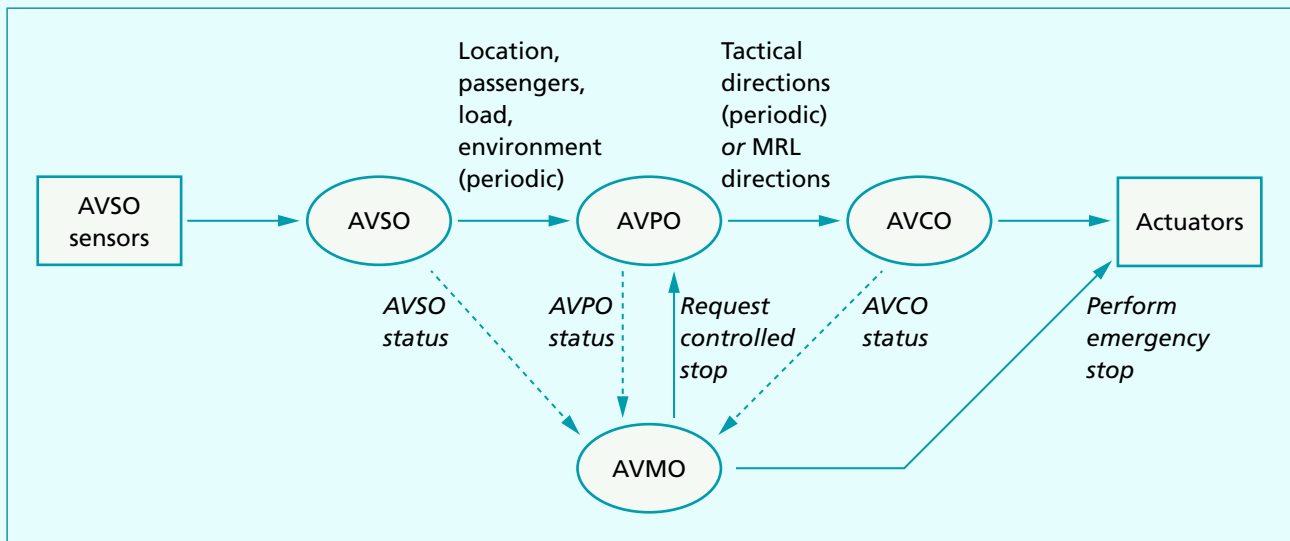 Location,
passengers,
load,
environment
(periodic)
Tactical
directions
(periodic)
or MRL
directions
AVSO
sensors
AVSO
AVPO
AVCO
Actuators
AVSO
status
AVPO
status
Request
controlled
stop
AVCO
status
Perform
emergency
stop
AVMO